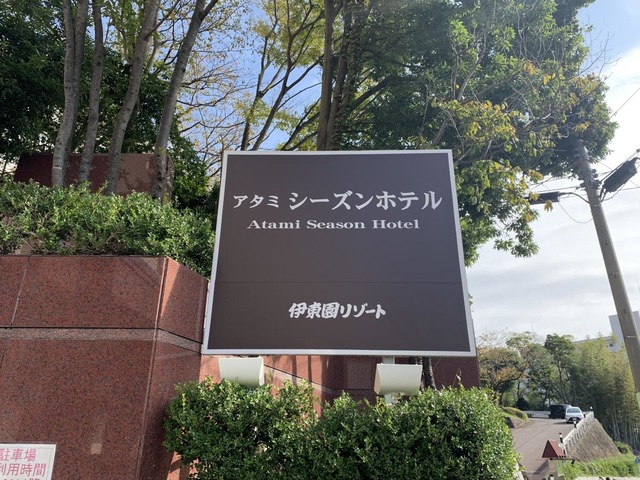 アタミ シーズンホテル
Atami Season Hotel
伊東園リゾート
駐車場
利用時間